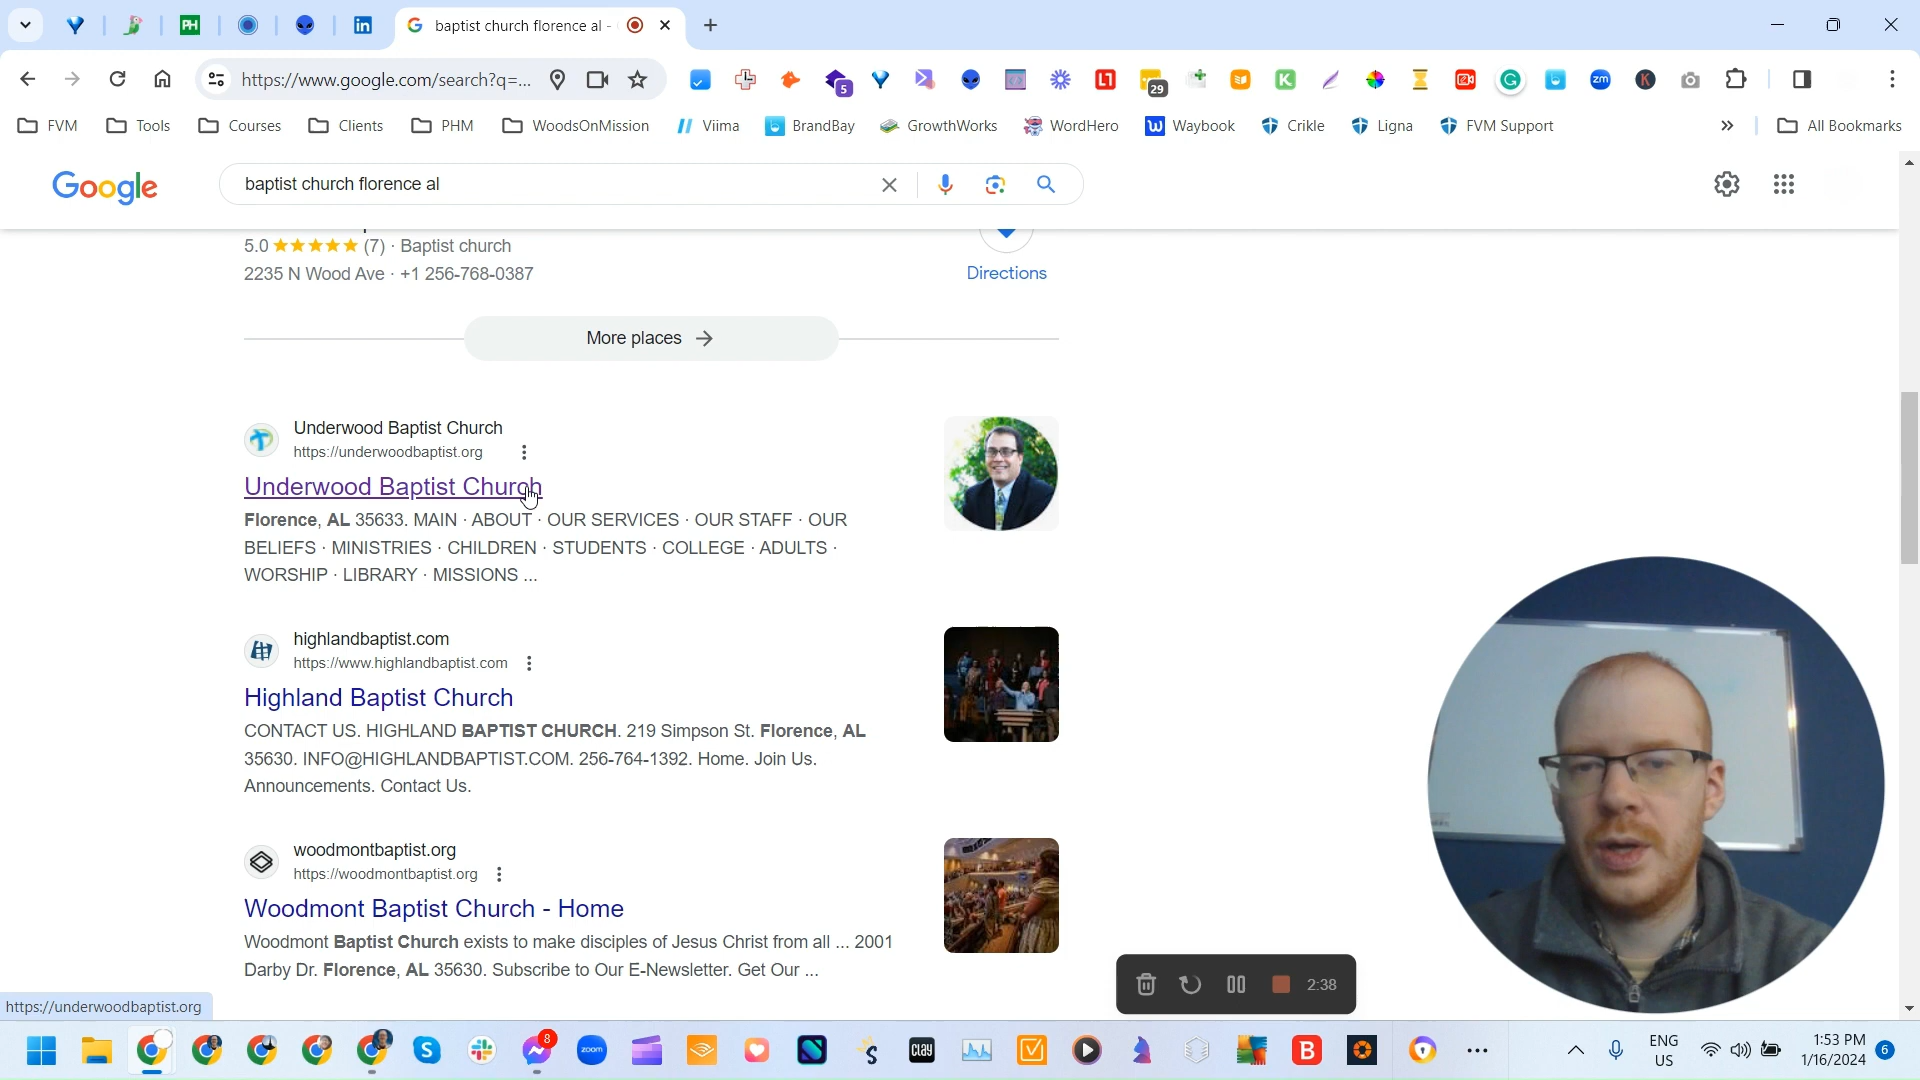 baptist church florence al -
https://www.google.com/search?q=...
5
29
zm
K
FVM
Tools
Courses
Clients
PHM
WoodsOnMission
Viima
BrandBay
GrowthWorks
WordHero
Waybook
Crikle
Ligna
FVM Support
All Bookmarks
Google
baptist church florence al
5.0 (7) · Baptist church
2235 N Wood Ave · +1 256-768-0387
Directions
More places
Underwood Baptist Church
https://underwoodbaptist.org
Underwood Baptist Church
Florence, AL 35633. MAIN · ABOUT · OUR SERVICES · OUR STAFF · OUR
BELIEFS · MINISTRIES · CHILDREN · STUDENTS · COLLEGE · ADULTS ·
WORSHIP · LIBRARY · MISSIONS ...
highlandbaptist.com
https://www.highlandbaptist.com
Highland Baptist Church
CONTACT US. HIGHLAND BAPTIST CHURCH. 219 Simpson St. Florence, AL
35630. INFO@HIGHLANDBAPTIST.COM. 256-764-1392. Home. Join Us.
Announcements. Contact Us.
woodmontbaptist.org
https://woodmontbaptist.org
Woodmont Baptist Church - Home
Woodmont Baptist Church exists to make disciples of Jesus Christ from all ... 2001
Darby Dr. Florence, AL 35630. Subscribe to Our E-Newsletter. Get Our ...
2:38
https://underwoodbaptist.org
8
zoom
CLAY
B
ENG
US
1:53 PM
1/16/2024
6